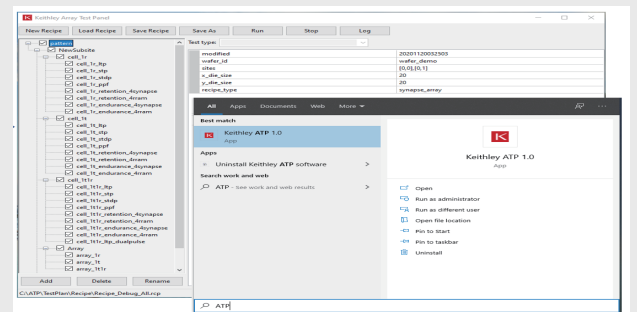 Keithley Array Test Panel
New Recipe Load Recipe Save Recipe Save As Run Stop Log
pattern
NewSubsite
cell_1r
cell_1r_ltp
cell_1r_stp
cell_1r_stdp
cell_1r_ppf
cell_1r_retention_4synapse
cell_1r_retention_4rram
cell_1r_endurance_4synapse
cell_1r_endurance_4rram
cell_1t
cell_1t_ltp
cell_1t_stp
cell_1t_stdp
cell_1t_ppf
cell_1t_retention_4synapse
cell_1t_retention_4rram
cell_1t_endurance_4synapse
cell_1t_endurance_4rram
cell_1t1r
cell_1t1r_ltp
cell_1t1r_stp
cell_1t1r_stdp
cell_1t1r_ppf
cell_1t1r_retention_4synapse
cell_1t1r_retention_4rram
cell_1t1r_endurance_4synapse
cell_1t1r_endurance_4rram
cell_1t1r_ltp_dualpulse
Array
array_1r
array_1t
array_1t1r
Add Delete Rename
C:\ATP\TestPlan\Recipe\Recipe_Debug_All.rcp
Test type:
modified 20201120032503
wafer_id wafer_demo
sites [0,0],[0,1]
x_die_size 20
y_die_size 20
recipe_type synapse_array
All Apps Documents Web More
Best match
Keithley ATP 1.0
App
Apps
Uninstall Keithley ATP software
Search work and web
ATP - See work and web results
Keithley ATP 1.0
App
Open
Run as administrator
Run as different user
Open file location
Pin to Start
Pin to taskbar
Uninstall
ATP